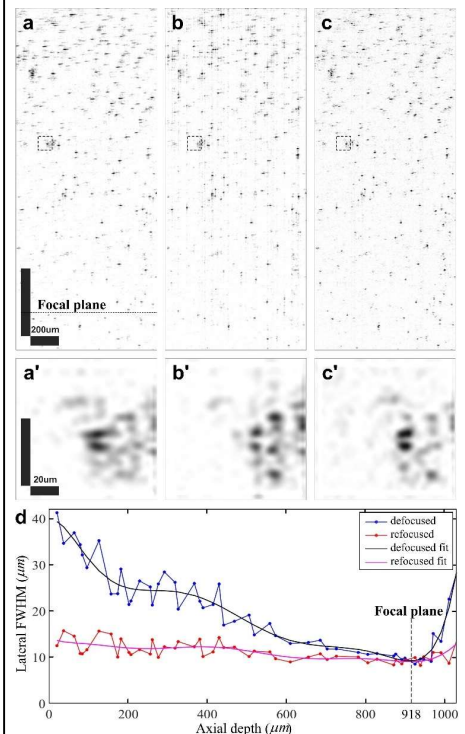 a
b
c
Focal plane
200um
a'
b'
c'
20um
d
defocused
refocused
defocused fit
refocused fit
Focal plane
40
30
20
10
0
Lateral FWHM (μm)
0 200 400 600 800 918 1000
Axial depth (μm)